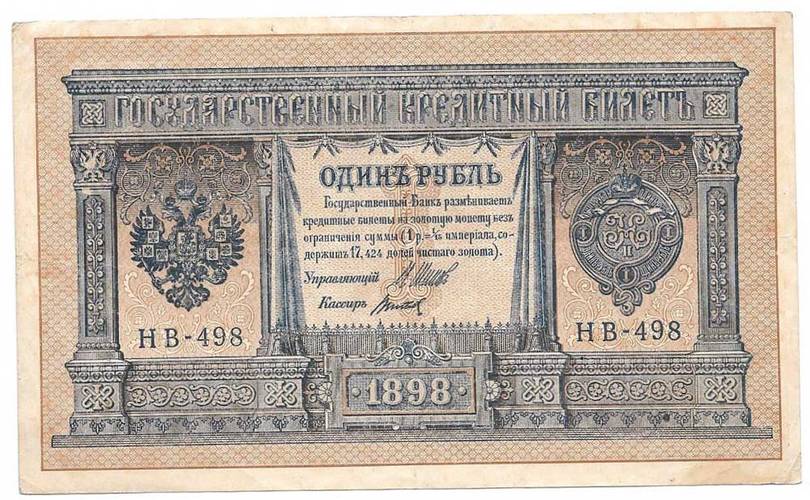 ГОСУДАРСТВЕННЫЙ КРЕДИТНЫЙ БИЛЕТЪ
ОДИНЪ РУБЛЬ
Государственный Банкъ размѣниваетъ
кредитные билеты на золотую монету безъ
ограниченія суммы (1 р.=1/15 имперіала, со-
держитъ 17,424 долей чистаго золота).
Управляющій
Кассиръ
НВ-498
НВ-498
1898